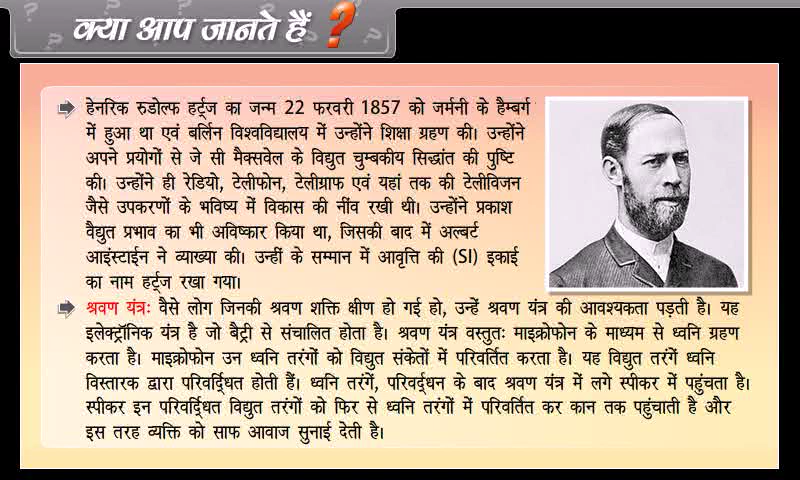 क्या आप जानते हैं ?
हेनरिक रुडोल्फ हर्ट्ज का जन्म 22 फरवरी 1857 को जर्मनी के हैम्बर्ग
में हुआ था एवं बर्लिन विश्वविद्यालय में उन्होंने शिक्षा ग्रहण की। उन्होंने
अपने प्रयोगों से जे सी मैक्सवेल के विद्युत चुम्बकीय सिद्धांत की पुष्टि
की। उन्होंने ही रेडियो, टेलीफोन, टेलीग्राफ एवं यहां तक की टेलीविजन
जैसे उपकरणों के भविष्य में विकास की नींव रखी थी। उन्होंने प्रकाश
वैद्युत प्रभाव का भी अविष्कार किया था, जिसकी बाद में अल्बर्ट
आइंस्टाईन ने व्याख्या की। उन्हीं के सम्मान में आवृत्ति की (SI) इकाई
का नाम हर्ट्ज रखा गया।
श्रवण यंत्रः वैसे लोग जिनकी श्रवण शक्ति क्षीण हो गई हो, उन्हें श्रवण यंत्र की आवश्यकता पड़ती है। यह
इलेक्ट्रॉनिक यंत्र है जो बैट्री से संचालित होता है। श्रवण यंत्र वस्तुतः माइक्रोफोन के माध्यम से ध्वनि ग्रहण
करता है। माइक्रोफोन उन ध्वनि तरंगों को विद्युत संकेतों में परिवर्तित करता है। यह विद्युत तरंगें ध्वनि
विस्तारक द्वारा परिवर्द्धित होती हैं। ध्वनि तरंगें, परिवर्द्धन के बाद श्रवण यंत्र में लगे स्पीकर में पहुंचता है।
स्पीकर इन परिवर्द्धित विद्युत तरंगों को फिर से ध्वनि तरंगों में परिवर्तित कर कान तक पहुंचाती है और
इस तरह व्यक्ति को साफ आवाज सुनाई देती है।